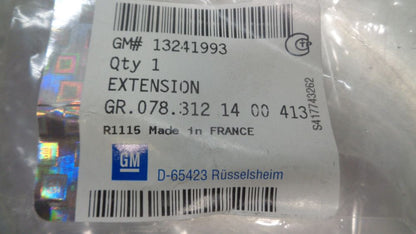 GM# 13241993
Qty 1
EXTENSION
GR.078.312 14 00 413
R1115 Made in FRANCE
S417743262
GM
D-65423 Rüsselsheim